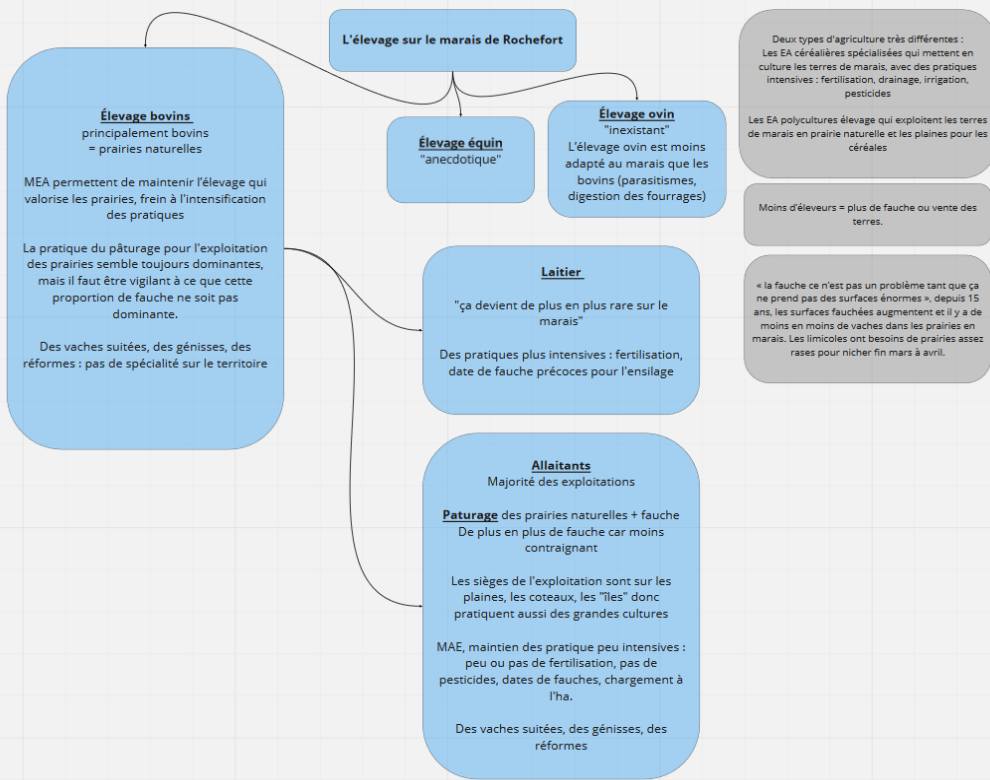 L'élevage sur le marais de Rochefort
Élevage bovins
principalement bovins
= prairies naturelles
MEA permettent de maintenir l'élevage qui
valorise les prairies, frein à l'intensification
des pratiques
La pratique du pâturage pour l'exploitation
des prairies semble toujours dominantes,
mais il faut être vigilant à ce que cette
proportion de fauche ne soit pas
dominante.
Des vaches suitées, des génisses, des
réformes : pas de spécialité sur le territoire
Élevage équin
"anecdotique"
Élevage ovin
"inexistant"
L'élevage ovin est moins
adapté au marais que les
bovins (parasitismes,
digestion des fourrages)
Laitier
"ça devient de plus en plus rare sur le
marais"
Des pratiques plus intensives : fertilisation,
date de fauche précoces pour l'ensilage
Allaitants
Majorité des exploitations
Paturage des prairies naturelles + fauche
De plus en plus de fauche car moins
contraignant
Les sièges de l'exploitation sont sur les
plaines, les coteaux, les "îles" donc
pratiquent aussi des grandes cultures
MAE, maintien des pratique peu intensives :
peu ou pas de fertilisation, pas de
pesticides, dates de fauches, chargement à
l'ha.
Des vaches suitées, des génisses, des
réformes
Deux types d'agriculture très différentes :
Les EA céréalières spécialisées qui mettent en
culture les terres de marais, avec des pratiques
intensives : fertilisation, drainage, irrigation,
pesticides
Les EA polycultures élevage qui exploitent les terres
de marais en prairie naturelle et les plaines pour les
céréales
Moins d'éleveurs = plus de fauche ou vente des
terres.
« la fauche ce n'est pas un problème tant que ça
ne prend pas des surfaces énormes », depuis 15
ans, les surfaces fauchées augmentent et il y a de
moins en moins de vaches dans les prairies en
marais. Les limicoles ont besoins de prairies assez
rases pour nicher fin mars à avril.